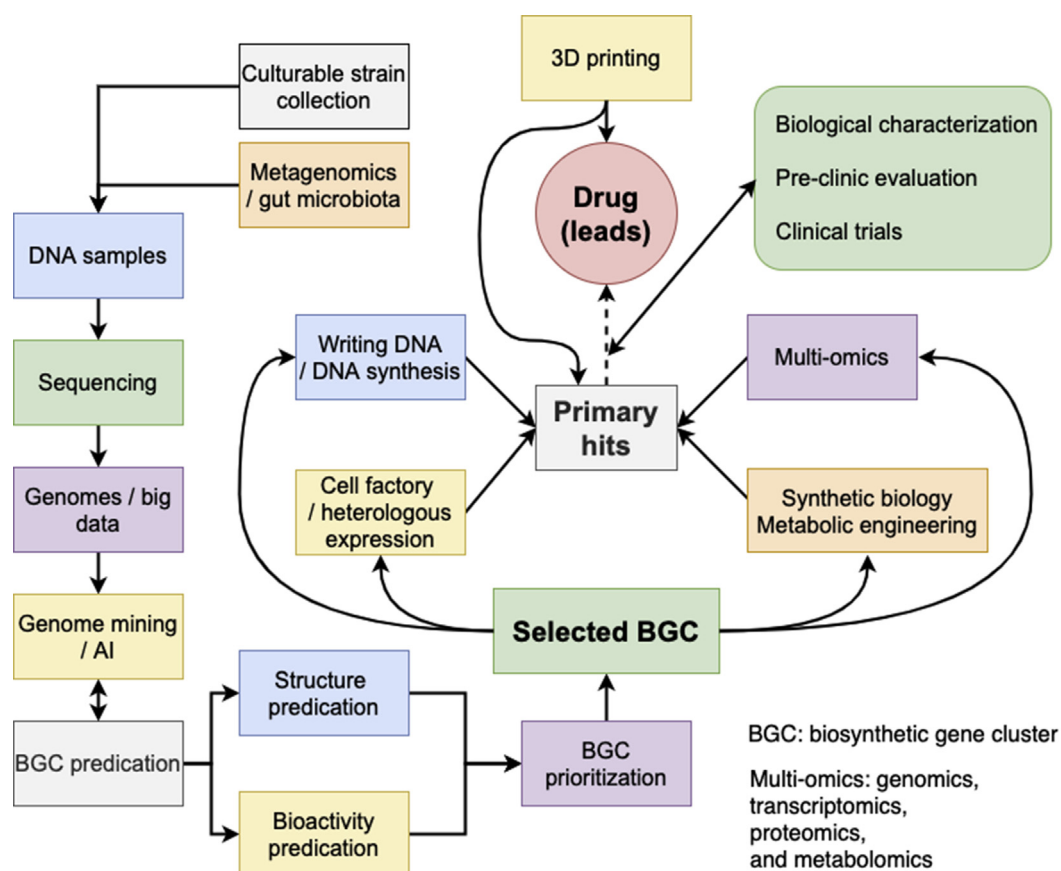 Culturable strain
collection
Metagenomics
/ gut microbiota
DNA samples
Sequencing
Genomes / big
data
Genome mining
/ AI
BGC predication
Structure
predication
Bioactivity
predication
BGC
prioritization
Selected BGC
Writing DNA
/ DNA synthesis
Cell factory
/ heterologous
expression
Multi-omics
Synthetic biology
Metabolic engineering
Primary
hits
3D printing
Drug
(leads)
Biological characterization
Pre-clinic evaluation
Clinical trials
BGC: biosynthetic gene cluster
Multi-omics: genomics,
transcriptomics,
proteomics,
and metabolomics